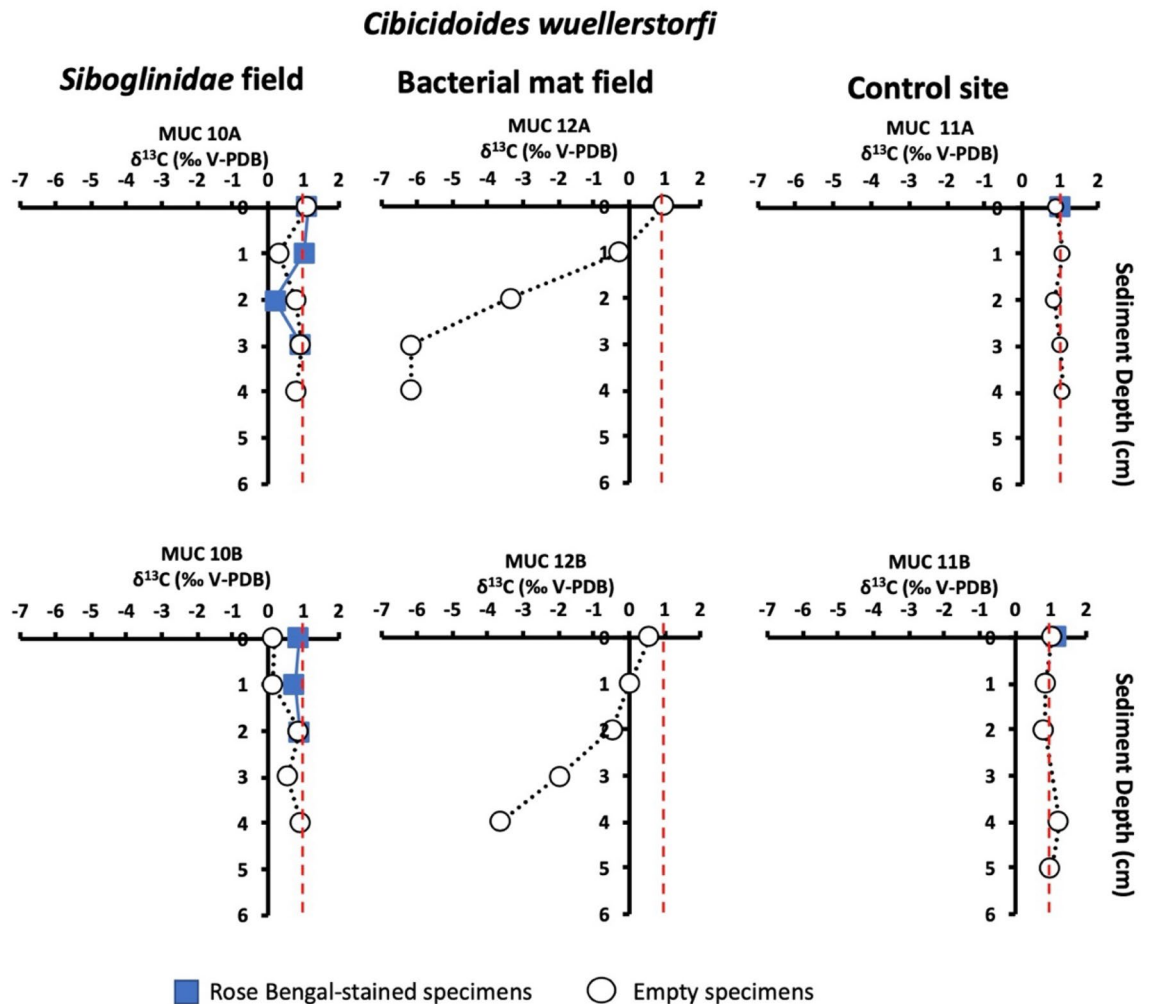 Cibicidoides wuellerstorfi
Siboglinidae field
Bacterial mat field
Control site
MUC 10A
δ¹³C (‰ V-PDB)
-7 -6 -5 -4 -3 -2 -1 0 1 2
0
1
2
3
4
5
6
MUC 12A
δ¹³C (‰ V-PDB)
-7 -6 -5 -4 -3 -2 -1 0 1 2
0
1
2
3
4
5
6
MUC 11A
δ¹³C (‰ V-PDB)
-7 -6 -5 -4 -3 -2 -1 0 1 2
0
1
2
3
4
5
6
Sediment Depth (cm)
MUC 10B
δ¹³C (‰ V-PDB)
-7 -6 -5 -4 -3 -2 -1 0 1 2
0
1
2
3
4
5
6
MUC 12B
δ¹³C (‰ V-PDB)
-7 -6 -5 -4 -3 -2 -1 0 1 2
0
1
2
3
4
5
6
MUC 11B
δ¹³C (‰ V-PDB)
-7 -6 -5 -4 -3 -2 -1 0 1 2
0
1
2
3
4
5
6
Sediment Depth (cm)
Rose Bengal-stained specimens
Empty specimens